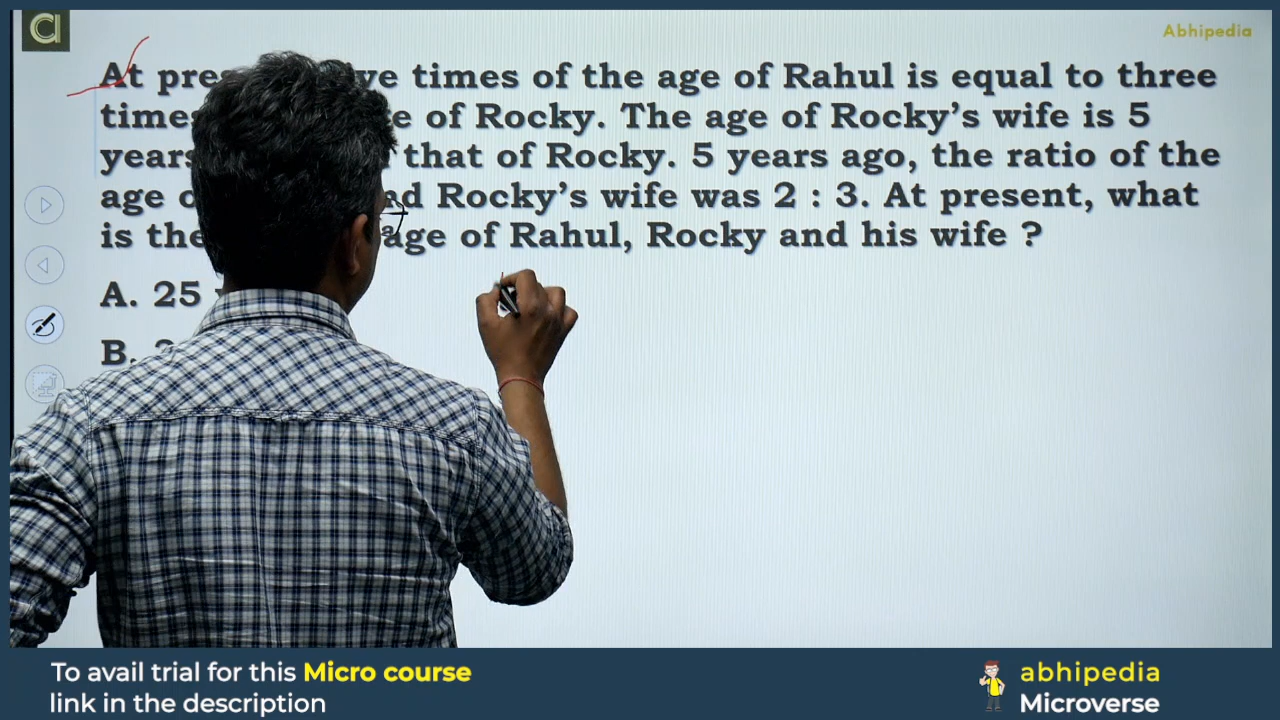 a
Abhipedia
At pres ve times of the age of Rahul is equal to three
times e of Rocky. The age of Rocky's wife is 5
years that of Rocky. 5 years ago, the ratio of the
age o nd Rocky's wife was 2 : 3. At present, what
is the age of Rahul, Rocky and his wife ?
A. 25
B.
To avail trial for this Micro course
link in the description
abhipedia
Microverse